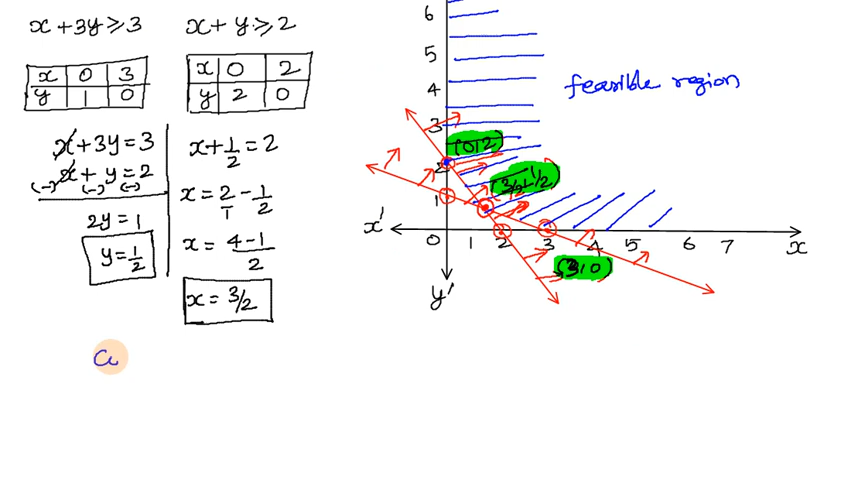 x + 3y ≥ 3
x + y ≥ 2
x 0 3
y 1 0
x 0 2
y 2 0
x + 3y = 3
x + y = 2
(-) (-) (-)
2y = 1
y = 1/2
x + 1/2 = 2
x = 2/1 - 1/2
x = 4-1/2
x = 3/2
a
6
5
4
3
2
1
feasible region
(0,2)
(3/2, 1/2)
x'
0 1 2 3 4 5 6 7
x
(3,0)
y'